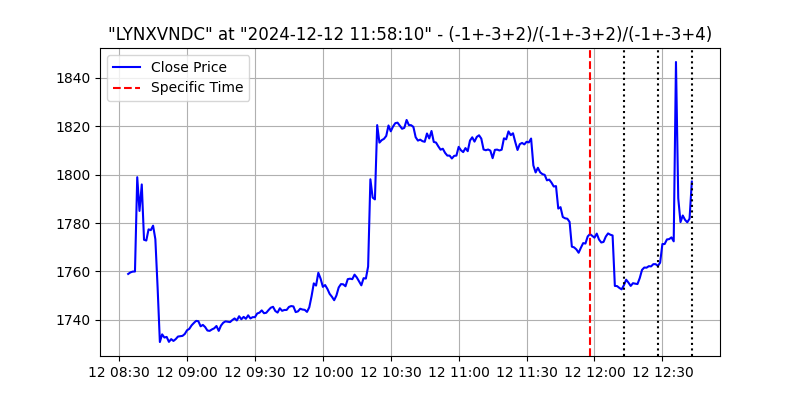 "LYNXVNDC" at "2024-12-12 11:58:10" - (-1+-3+2)/(-1+-3+2)/(-1+-3+4)
Close Price
Specific Time
1840
1820
1800
1780
1760
1740
12 08:30 12 09:00 12 09:30 12 10:00 12 10:30 12 11:00 12 11:30 12 12:00 12 12:30